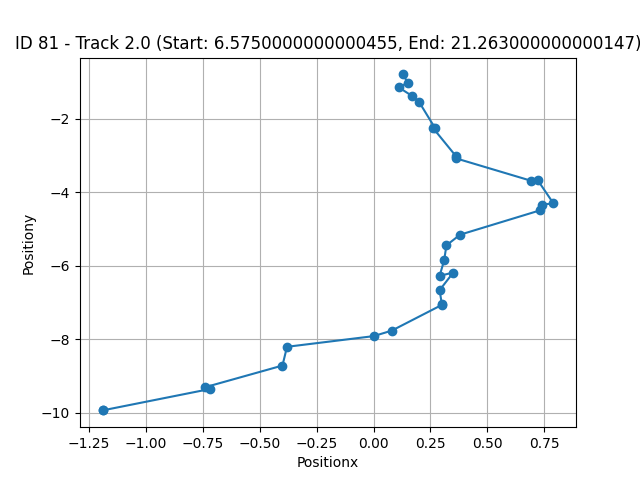 ID 81 - Track 2.0 (Start: 6.5750000000000455, End: 21.263000000000147)
Positiony
−2
−4
−6
−8
−10
−1.25 −1.00 −0.75 −0.50 −0.25 0.00 0.25 0.50 0.75
Positionx